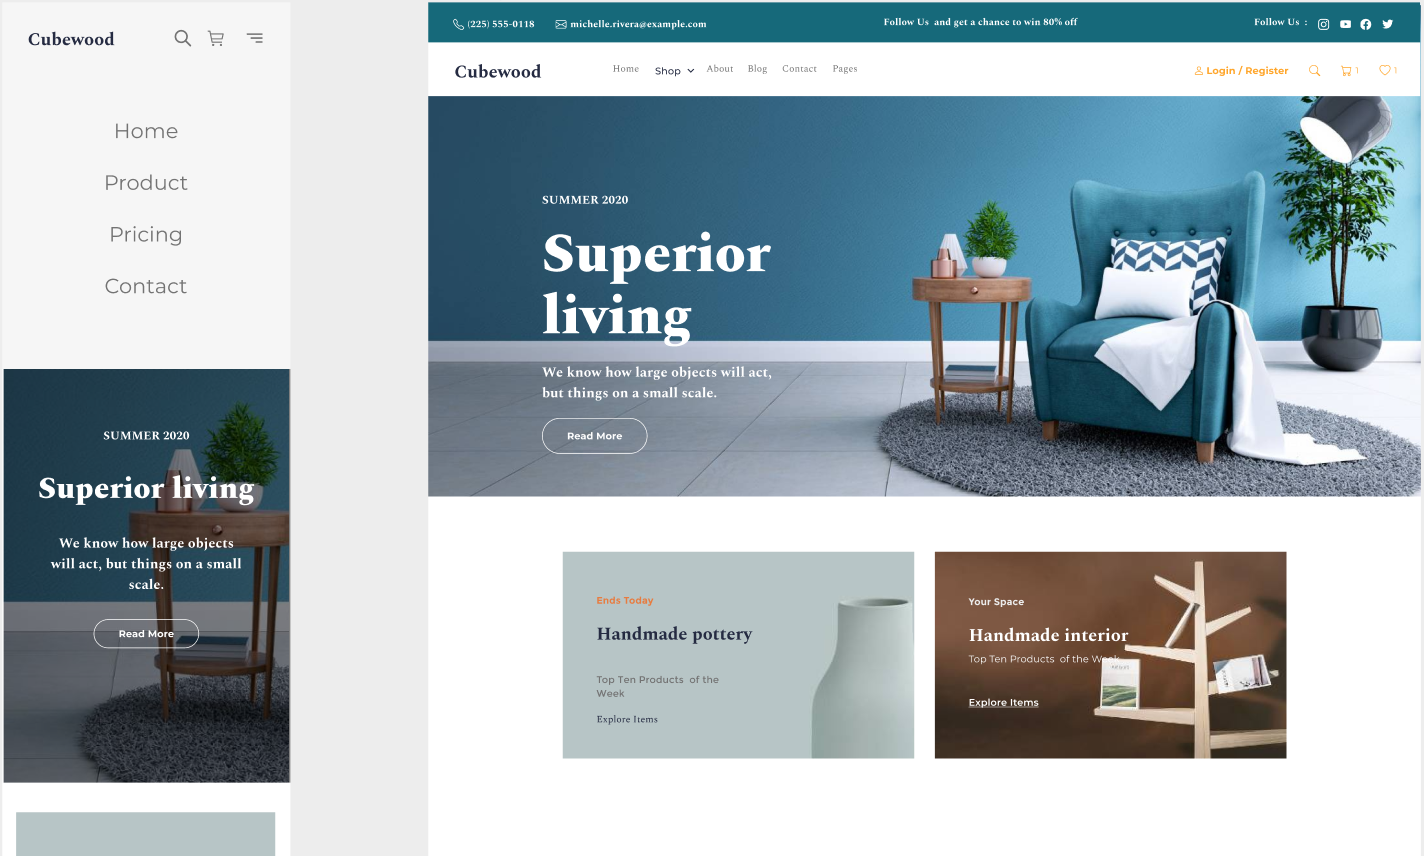 Cubewood
Home
Product
Pricing
Contact
SUMMER 2020
Superior living
We know how large objects
will act, but things on a small
scale.
Read More
(225) 555-0118
michelle.rivera@example.com
Follow Us and get a chance to win 80% off
Follow Us :
Cubewood
Home
Shop
About
Blog
Contact
Pages
Login / Register
1
1
SUMMER 2020
Superior
living
We know how large objects will act,
but things on a small scale.
Read More
Ends Today
Handmade pottery
Top Ten Products of the
Week
Explore Items
Your Space
Handmade interior
Top Ten Products of the Week
Explore Items